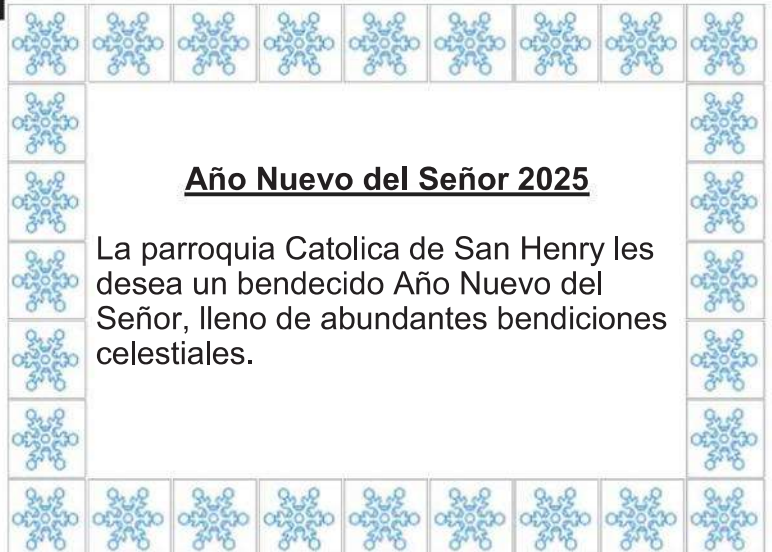 Año Nuevo del Señor 2025
La parroquia Catolica de San Henry les
desea un bendecido Año Nuevo del
Señor, lleno de abundantes bendiciones
celestiales.